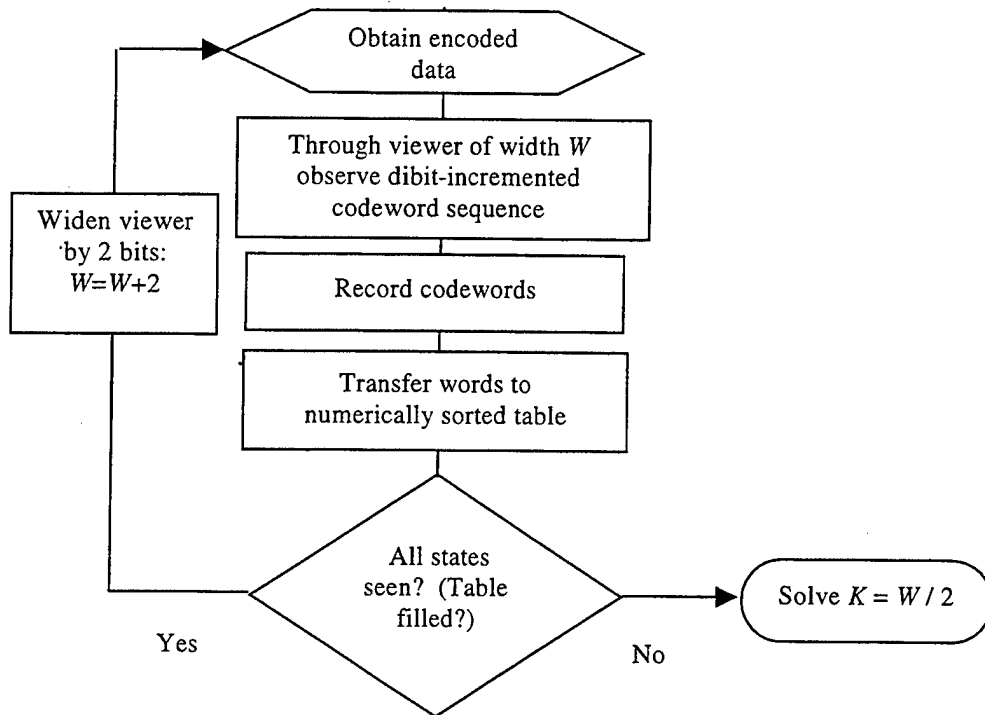 Obtain encoded
data
Through viewer of width W
observe dibit-incremented
codeword sequence
Widen viewer
by 2 bits:
W=W+2
Record codewords
Transfer words to
numerically sorted table
All states
seen? (Table
filled?)
Solve K = W / 2
Yes
No